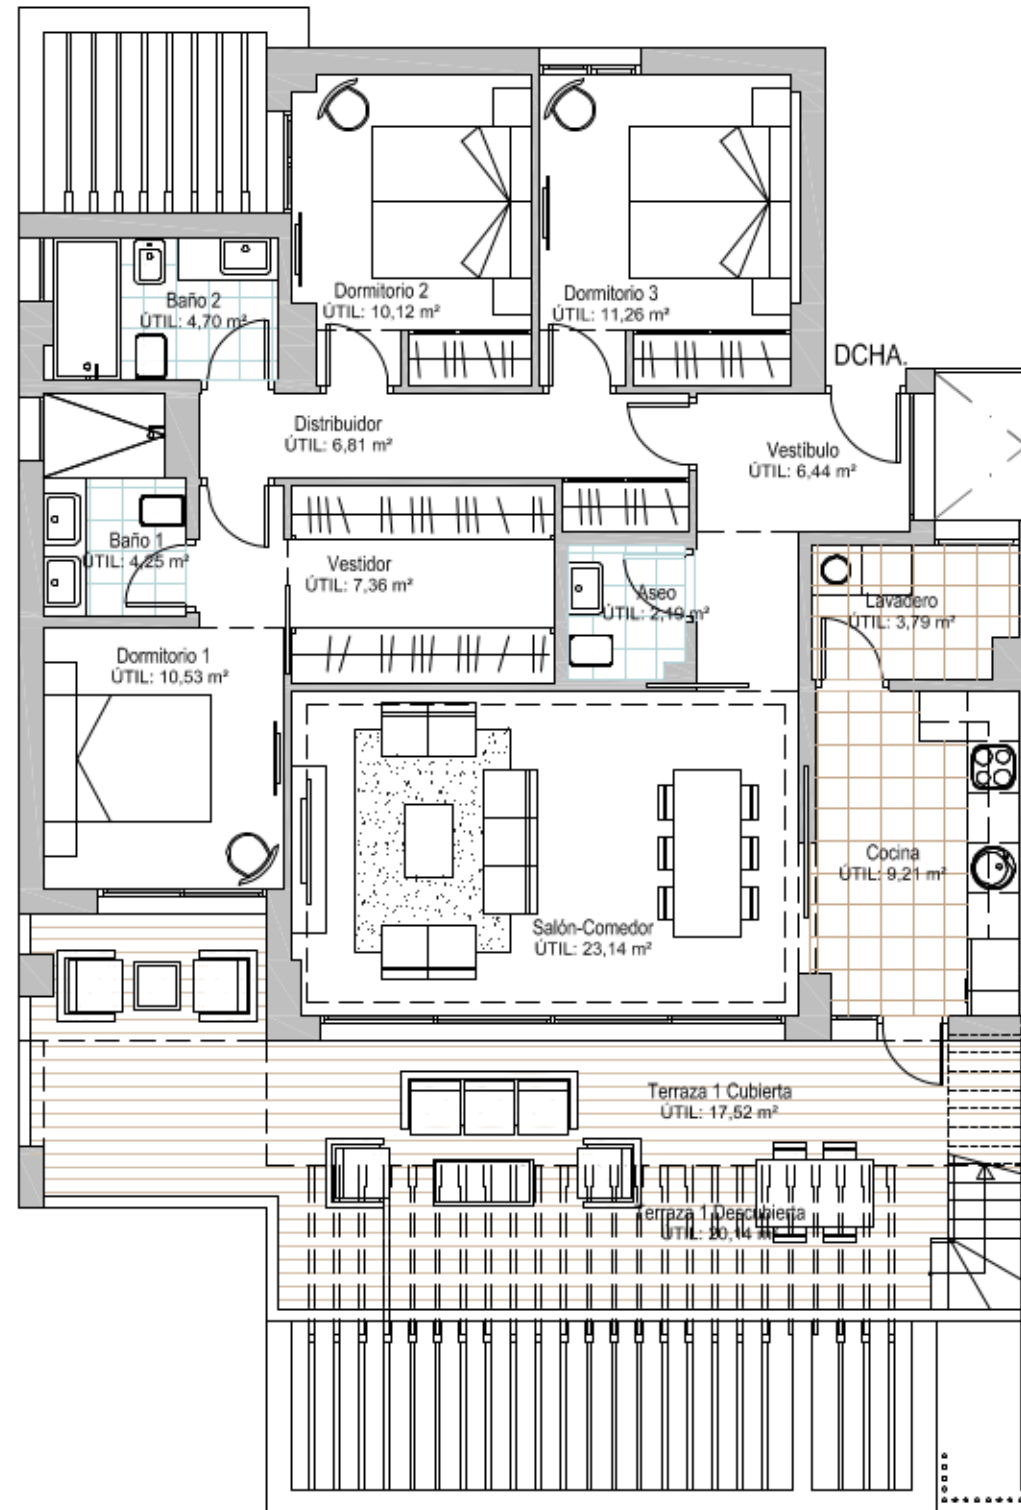 Dormitorio 2
ÚTIL: 10,12 m²
Dormitorio 3
ÚTIL: 11,26 m²
Baño 2
ÚTIL: 4,70 m²
DCHA.
Distribuidor
ÚTIL: 6,81 m²
Vestíbulo
ÚTIL: 6,44 m²
Baño 1
ÚTIL: 4,25 m²
Vestidor
ÚTIL: 7,36 m²
Aseo
ÚTIL: 2,19 m²
Lavadero
ÚTIL: 3,79 m²
Dormitorio 1
ÚTIL: 10,53 m²
Cocina
ÚTIL: 9,21 m²
Salón-Comedor
ÚTIL: 23,14 m²
Terraza 1 Cubierta
ÚTIL: 17,52 m²
Terraza 1 Descubierta
ÚTIL: 20,14 m²